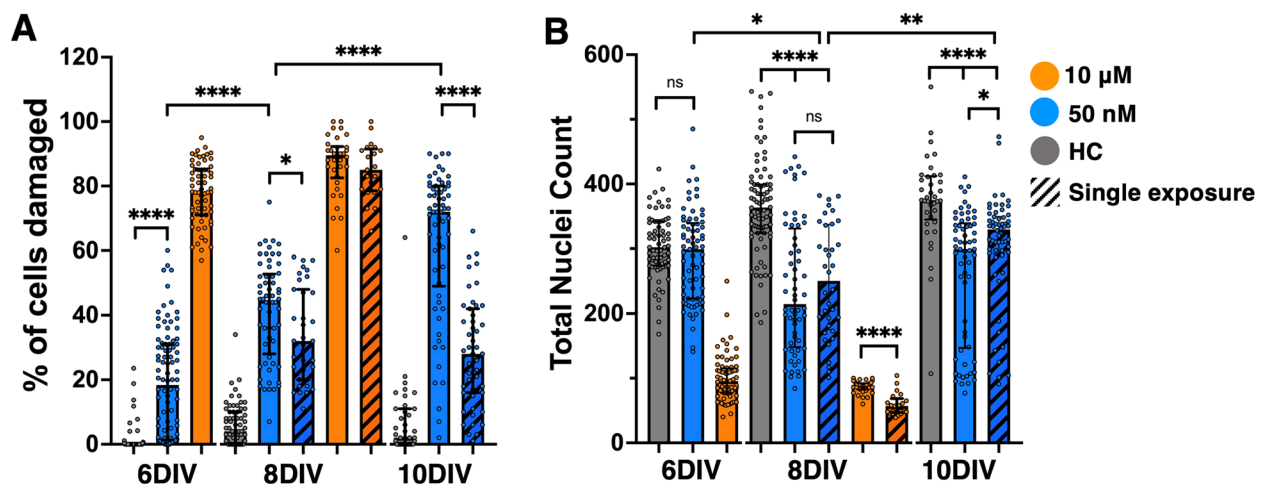 A
% of cells damaged
120
100
80
60
40
20
0
****
****
****
*
****
6DIV
8DIV
10DIV
B
Total Nuclei Count
600
400
200
0
*
**
ns
****
ns
****
****
*
6DIV
8DIV
10DIV
10 µM
50 nM
HC
Single exposure